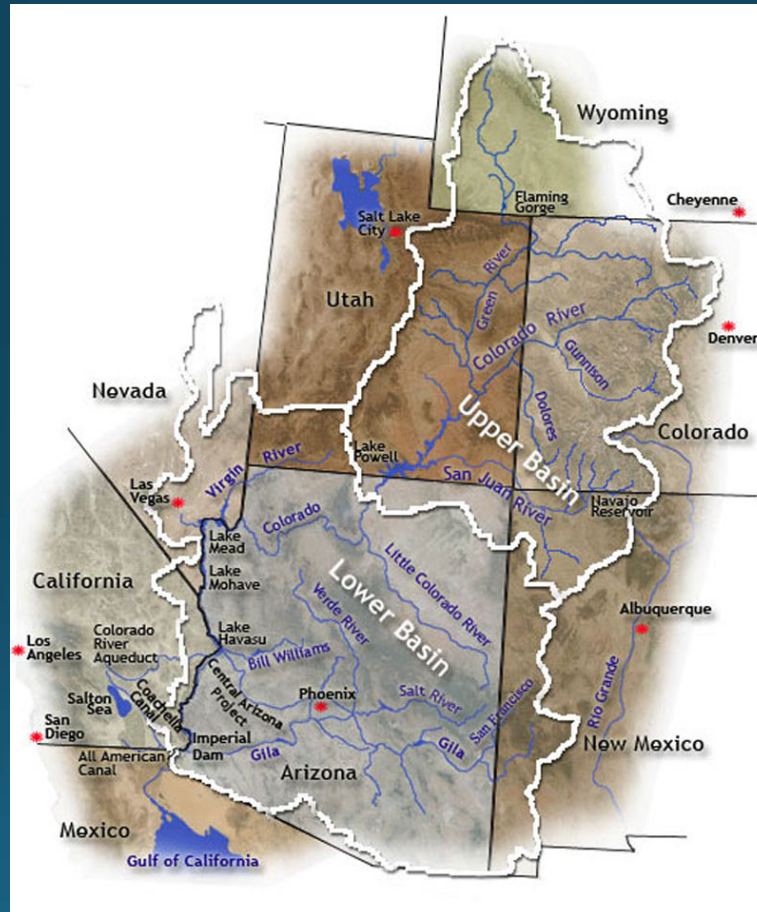 Wyoming
Flaming
Gorge
Cheyenne
Salt Lake
City
Utah
Green
River
Colorado River
Denver
Gunnison
Nevada
Dolores
Upper Basin
Colorado
Lake
Powell
Virgin River
San Juan River
Las
Vegas
Navajo
Reservoir
Colorado
Lake
Mead
Lake
Mohave
California
Lower Basin
Little Colorado River
Verde River
Albuquerque
Lake
Havasu
Los
Angeles
Colorado
River
Aqueduct
Bill Williams
Rio Grande
Salton
Sea
Coachella
Canal
Central Arizona
Project
Phoenix
Salt River
San Francisco
San
Diego
Imperial
Dam
Gila
Gila
New Mexico
All American
Canal
Arizona
Mexico
Gulf of California